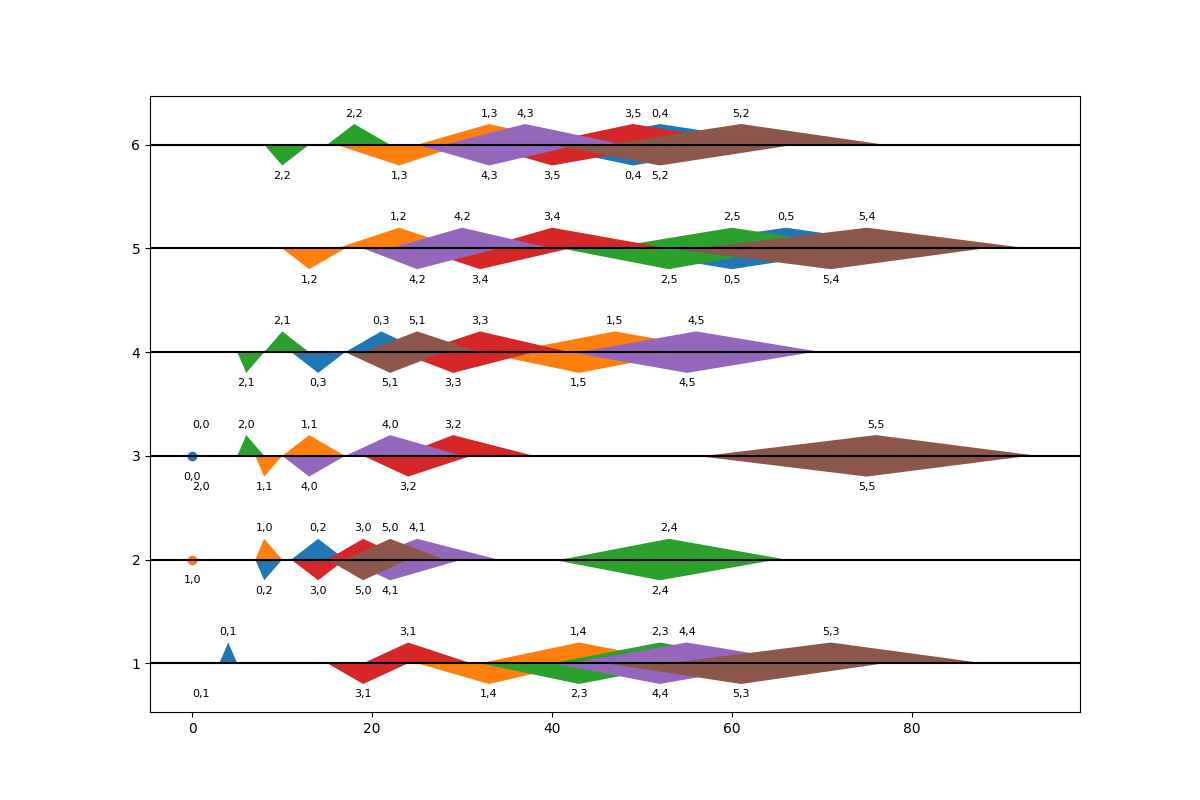 2,2 1,3 4,3 3,5 0,4 5,2
6
2,2 1,3 4,3 3,5 0,4 5,2
1,2 4,2 3,4 2,5 0,5 5,4
5
1,2 4,2 3,4 2,5 0,5 5,4
2,1 0,3 5,1 3,3 1,5 4,5
4
2,1 0,3 5,1 3,3 1,5 4,5
0,0 2,0 1,1 4,0 3,2 5,5
3
0,0
2,0 1,1 4,0 3,2 5,5
1,0 0,2 3,0 5,0 4,1 2,4
2
1,0
0,2 3,0 5,0 4,1 2,4
0,1 3,1 1,4 2,3 4,4 5,3
1
0,1 3,1 1,4 2,3 4,4 5,3
0 20 40 60 80